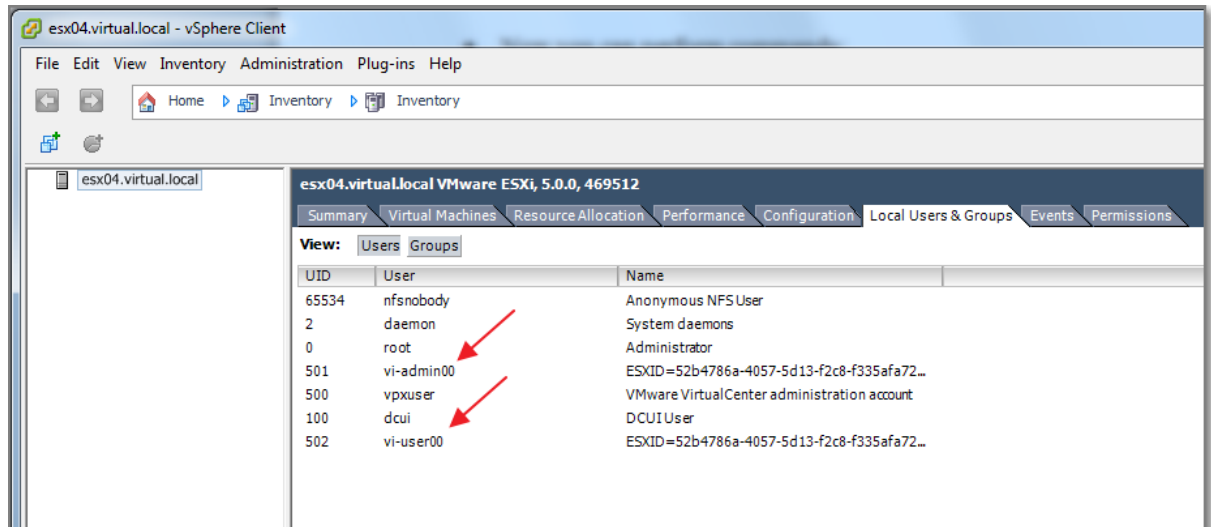 esx04.virtual.local - vSphere Client
File Edit View Inventory Administration Plug-ins Help
Home Inventory Inventory
esx04.virtual.local
esx04.virtual.local VMware ESXi, 5.0.0, 469512
Summary Virtual Machines Resource Allocation Performance Configuration Local Users & Groups Events Permissions
View: Users Groups
UID User Name
65534 nfsnobody Anonymous NFS User
2 daemon System daemons
0 root Administrator
501 vi-admin00 ESXID=52b4786a-4057-5d13-f2c8-f335afa72...
500 vpxuser VMware VirtualCenter administration account
100 dcui DCUI User
502 vi-user00 ESXID=52b4786a-4057-5d13-f2c8-f335afa72...